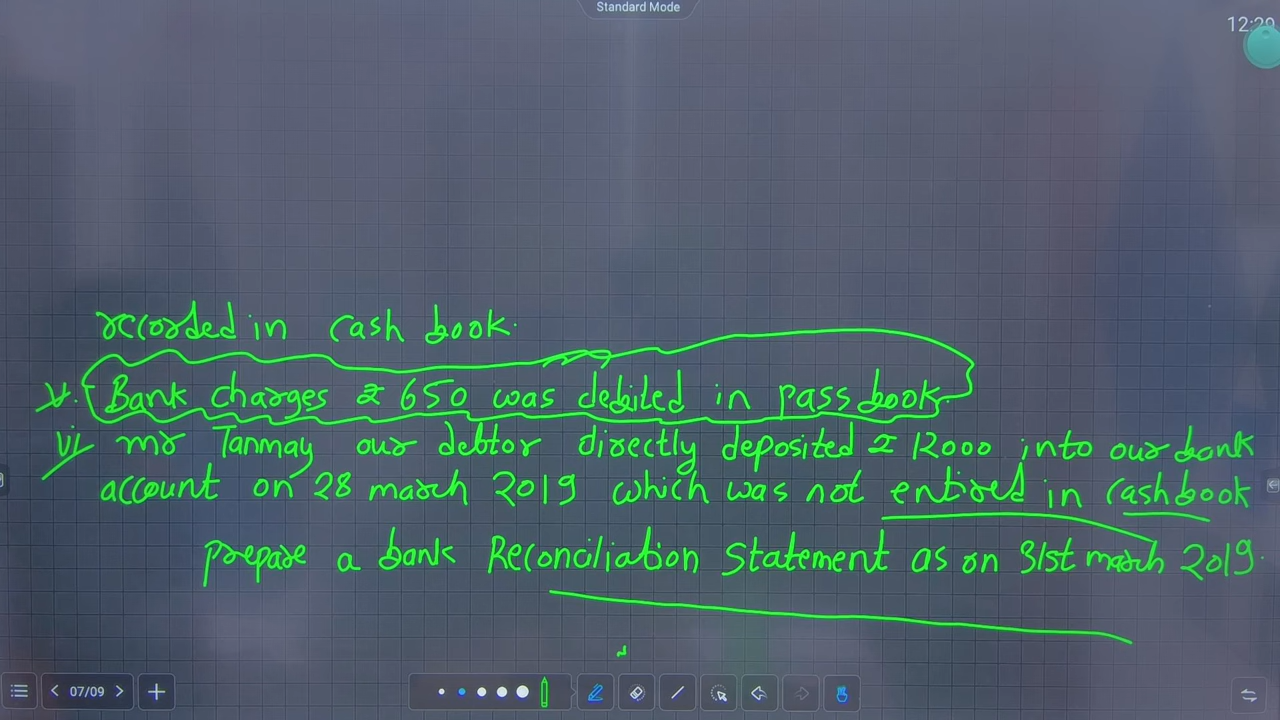 Standard Mode
12:29
recorded in cash book.
v. Bank charges ₹ 650 was debited in pass book.
vi mr Tanmay our debtor directly deposited ₹ 12000 into our bank
account on 28 march 2019 which was not entired in cashbook
prepare a bank Reconciliation Statement as on 31st march 2019.
07/09